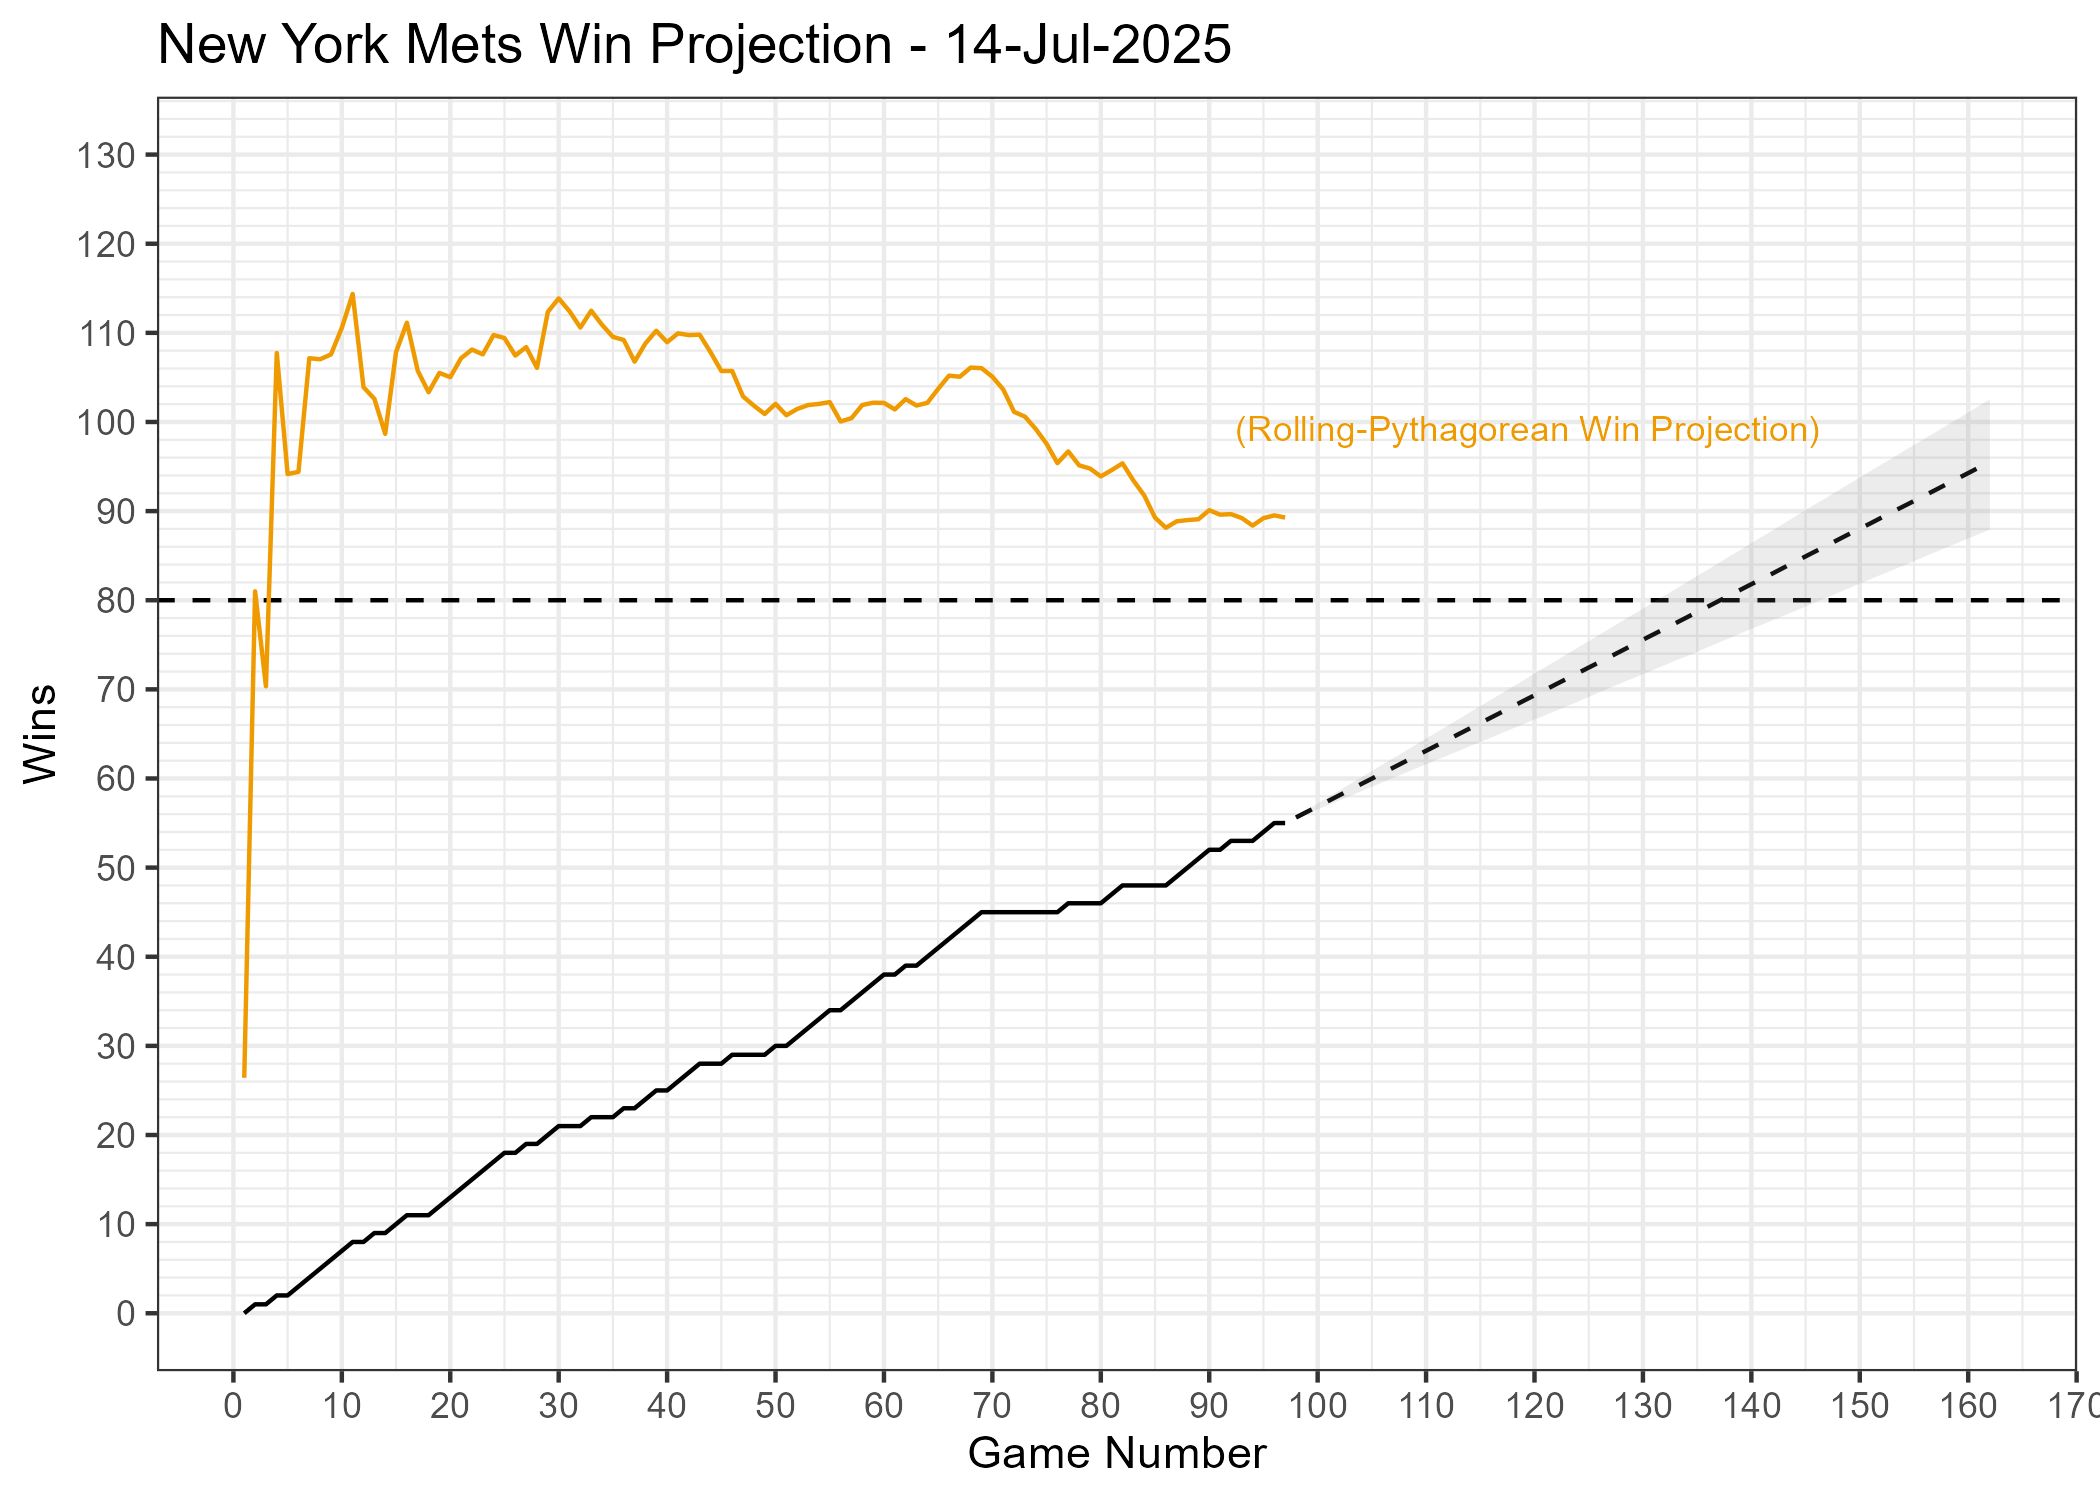 New York Mets Win Projection - 14-Jul-2025
130
120
110
100
90
80
70
60
50
40
30
20
10
0
Wins
(Rolling-Pythagorean Win Projection)
0 10 20 30 40 50 60 70 80 90 100 110 120 130 140 150 160 170
Game Number